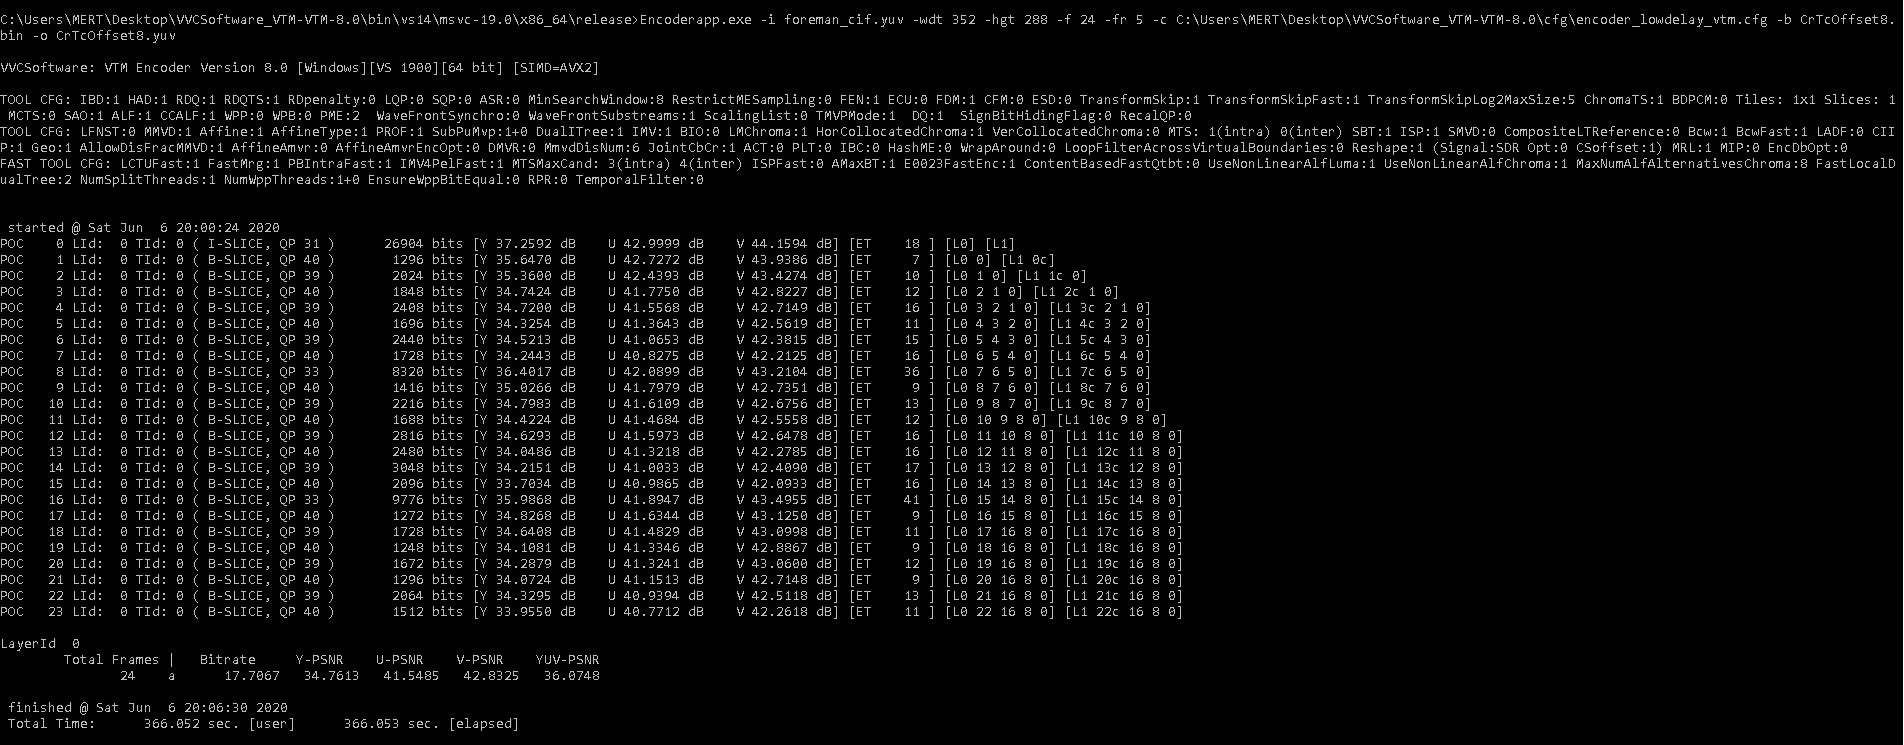 C:\Users\MERT\Desktop\VVCSoftware_VTM-VTM-8.0\bin\vs14\msvc-19.0\x86_64\release>Encoderapp.exe -i foreman_cif.yuv -wdt 352 -hgt 288 -f 24 -fr 5 -c C:\Users\MERT\Desktop\VVCSoftware_VTM-VTM-8.0\cfg\encoder_lowdelay_vtm.cfg -b CrTcOffset8.
bin -o CrTcOffset8.yuv
VVCSoftware: VTM Encoder Version 8.0 [Windows][VS 1900][64 bit] [SIMD=AVX2]
TOOL CFG: IBD:1 HAD:1 RDQ:1 RDQTS:1 RDpenalty:0 LQP:0 SQP:0 ASR:0 MinSearchWindow:8 RestrictMESampling:0 FEN:1 ECU:0 FDM:1 CFM:0 ESD:0 TransformSkip:1 TransformSkipFast:1 TransformSkipLog2MaxSize:5 ChromaTS:1 BDPCM:0 Tiles: 1x1 Slices: 1
MCTS:0 SAO:1 ALF:1 CCALF:1 WPP:0 WPB:0 PME:2 WaveFrontSynchro:0 WaveFrontSubstreams:1 ScalingList:0 TMVPMode:1 DQ:1 SignBitHidingFlag:0 RecalQP:0
TOOL CFG: LFNST:0 MMVD:1 Affine:1 AffineType:1 PROF:1 SubPuMvp:1+0 DualITree:1 IMV:1 BIO:0 LMChroma:1 HorCollocatedChroma:1 VerCollocatedChroma:0 MTS: 1(intra) 0(inter) SBT:1 ISP:1 SMVD:0 CompositeLTReference:0 Bcw:1 BcwFast:1 LADF:0 CII
P:1 Geo:1 AllowDisFracMMVD:1 AffineAmvr:0 AffineAmvrEncOpt:0 DMVR:0 MmvdDisNum:6 JointCbCr:1 ACT:0 PLT:0 IBC:0 HashME:0 WrapAround:0 LoopFilterAcrossVirtualBoundaries:0 Reshape:1 (Signal:SDR Opt:0 CSoffset:1) MRL:1 MIP:0 EncDbOpt:0
FAST TOOL CFG: LCTUFast:1 FastMrg:1 PBIntraFast:1 IMV4PelFast:1 MTSMaxCand: 3(intra) 4(inter) ISPFast:0 AMaxBT:1 E0023FastEnc:1 ContentBasedFastQtbt:0 UseNonLinearAlfLuma:1 UseNonLinearAlfChroma:1 MaxNumAlfAlternativesChroma:8 FastLocalD
ualTree:2 NumSplitThreads:1 NumWppThreads:1+0 EnsureWppBitEqual:0 RPR:0 TemporalFilter:0
started @ Sat Jun 6 20:00:24 2020
POC 0 LId: 0 TId: 0 ( I-SLICE, QP 31 ) 26904 bits [Y 37.2592 dB U 42.9999 dB V 44.1594 dB] [ET 18 ] [L0] [L1]
POC 1 LId: 0 TId: 0 ( B-SLICE, QP 40 ) 1296 bits [Y 35.6470 dB U 42.7272 dB V 43.9386 dB] [ET 7 ] [L0 0] [L1 0c]
POC 2 LId: 0 TId: 0 ( B-SLICE, QP 39 ) 2024 bits [Y 35.3600 dB U 42.4393 dB V 43.4274 dB] [ET 10 ] [L0 1 0] [L1 1c 0]
POC 3 LId: 0 TId: 0 ( B-SLICE, QP 40 ) 1848 bits [Y 34.7424 dB U 41.7750 dB V 42.8227 dB] [ET 12 ] [L0 2 1 0] [L1 2c 1 0]
POC 4 LId: 0 TId: 0 ( B-SLICE, QP 39 ) 2408 bits [Y 34.7200 dB U 41.5568 dB V 42.7149 dB] [ET 16 ] [L0 3 2 1 0] [L1 3c 2 1 0]
POC 5 LId: 0 TId: 0 ( B-SLICE, QP 40 ) 1696 bits [Y 34.3254 dB U 41.3643 dB V 42.5619 dB] [ET 11 ] [L0 4 3 2 0] [L1 4c 3 2 0]
POC 6 LId: 0 TId: 0 ( B-SLICE, QP 39 ) 2440 bits [Y 34.5213 dB U 41.0653 dB V 42.3815 dB] [ET 15 ] [L0 5 4 3 0] [L1 5c 4 3 0]
POC 7 LId: 0 TId: 0 ( B-SLICE, QP 40 ) 1728 bits [Y 34.2443 dB U 40.8275 dB V 42.2125 dB] [ET 16 ] [L0 6 5 4 0] [L1 6c 5 4 0]
POC 8 LId: 0 TId: 0 ( B-SLICE, QP 33 ) 8320 bits [Y 36.4017 dB U 42.0899 dB V 43.2104 dB] [ET 36 ] [L0 7 6 5 0] [L1 7c 6 5 0]
POC 9 LId: 0 TId: 0 ( B-SLICE, QP 40 ) 1416 bits [Y 35.0266 dB U 41.7979 dB V 42.7351 dB] [ET 9 ] [L0 8 7 6 0] [L1 8c 7 6 0]
POC 10 LId: 0 TId: 0 ( B-SLICE, QP 39 ) 2216 bits [Y 34.7983 dB U 41.6109 dB V 42.6756 dB] [ET 13 ] [L0 9 8 7 0] [L1 9c 8 7 0]
POC 11 LId: 0 TId: 0 ( B-SLICE, QP 40 ) 1688 bits [Y 34.4224 dB U 41.4684 dB V 42.5558 dB] [ET 12 ] [L0 10 9 8 0] [L1 10c 9 8 0]
POC 12 LId: 0 TId: 0 ( B-SLICE, QP 39 ) 2816 bits [Y 34.6293 dB U 41.5973 dB V 42.6478 dB] [ET 16 ] [L0 11 10 8 0] [L1 11c 10 8 0]
POC 13 LId: 0 TId: 0 ( B-SLICE, QP 40 ) 2480 bits [Y 34.0486 dB U 41.3218 dB V 42.2785 dB] [ET 16 ] [L0 12 11 8 0] [L1 12c 11 8 0]
POC 14 LId: 0 TId: 0 ( B-SLICE, QP 39 ) 3048 bits [Y 34.2151 dB U 41.0033 dB V 42.4090 dB] [ET 17 ] [L0 13 12 8 0] [L1 13c 12 8 0]
POC 15 LId: 0 TId: 0 ( B-SLICE, QP 40 ) 2096 bits [Y 33.7034 dB U 40.9865 dB V 42.0933 dB] [ET 16 ] [L0 14 13 8 0] [L1 14c 13 8 0]
POC 16 LId: 0 TId: 0 ( B-SLICE, QP 33 ) 9776 bits [Y 35.9868 dB U 41.8947 dB V 43.4955 dB] [ET 41 ] [L0 15 14 8 0] [L1 15c 14 8 0]
POC 17 LId: 0 TId: 0 ( B-SLICE, QP 40 ) 1272 bits [Y 34.8268 dB U 41.6344 dB V 43.1250 dB] [ET 9 ] [L0 16 15 8 0] [L1 16c 15 8 0]
POC 18 LId: 0 TId: 0 ( B-SLICE, QP 39 ) 1728 bits [Y 34.6408 dB U 41.4829 dB V 43.0998 dB] [ET 11 ] [L0 17 16 8 0] [L1 17c 16 8 0]
POC 19 LId: 0 TId: 0 ( B-SLICE, QP 40 ) 1248 bits [Y 34.1081 dB U 41.3346 dB V 42.8867 dB] [ET 9 ] [L0 18 16 8 0] [L1 18c 16 8 0]
POC 20 LId: 0 TId: 0 ( B-SLICE, QP 39 ) 1672 bits [Y 34.2879 dB U 41.3241 dB V 43.0600 dB] [ET 12 ] [L0 19 16 8 0] [L1 19c 16 8 0]
POC 21 LId: 0 TId: 0 ( B-SLICE, QP 40 ) 1296 bits [Y 34.0724 dB U 41.1513 dB V 42.7148 dB] [ET 9 ] [L0 20 16 8 0] [L1 20c 16 8 0]
POC 22 LId: 0 TId: 0 ( B-SLICE, QP 39 ) 2064 bits [Y 34.3295 dB U 40.9394 dB V 42.5118 dB] [ET 13 ] [L0 21 16 8 0] [L1 21c 16 8 0]
POC 23 LId: 0 TId: 0 ( B-SLICE, QP 40 ) 1512 bits [Y 33.9550 dB U 40.7712 dB V 42.2618 dB] [ET 11 ] [L0 22 16 8 0] [L1 22c 16 8 0]
LayerId 0
Total Frames | Bitrate Y-PSNR U-PSNR V-PSNR YUV-PSNR
24 a 17.7067 34.7613 41.5485 42.8325 36.0748
finished @ Sat Jun 6 20:06:30 2020
Total Time: 366.052 sec. [user] 366.053 sec. [elapsed]